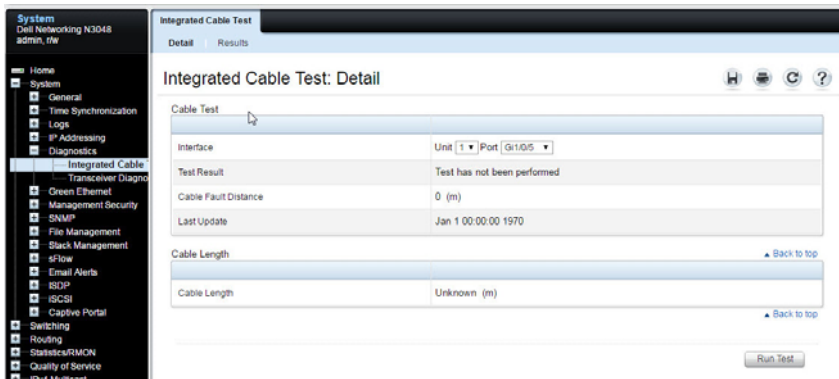 System
Dell Networking N3048
admin, r/w
Home
System
General
Time Synchronization
Logs
IP Addressing
Diagnostics
Integrated Cable
Transceiver Diagno
Green Ethernet
Management Security
SNMP
File Management
Stack Management
sFlow
Email Alerts
ISDP
iSCSI
Captive Portal
Switching
Routing
Statistics/RMON
Quality of Service
Integrated Cable Test
Detail Results
Integrated Cable Test: Detail
Cable Test
Interface Unit 1 Port Gi1/0/5
Test Result Test has not been performed
Cable Fault Distance 0 (m)
Last Update Jan 1 00:00:00 1970
Cable Length Back to top
Cable Length Unknown (m)
Back to top
Run Test